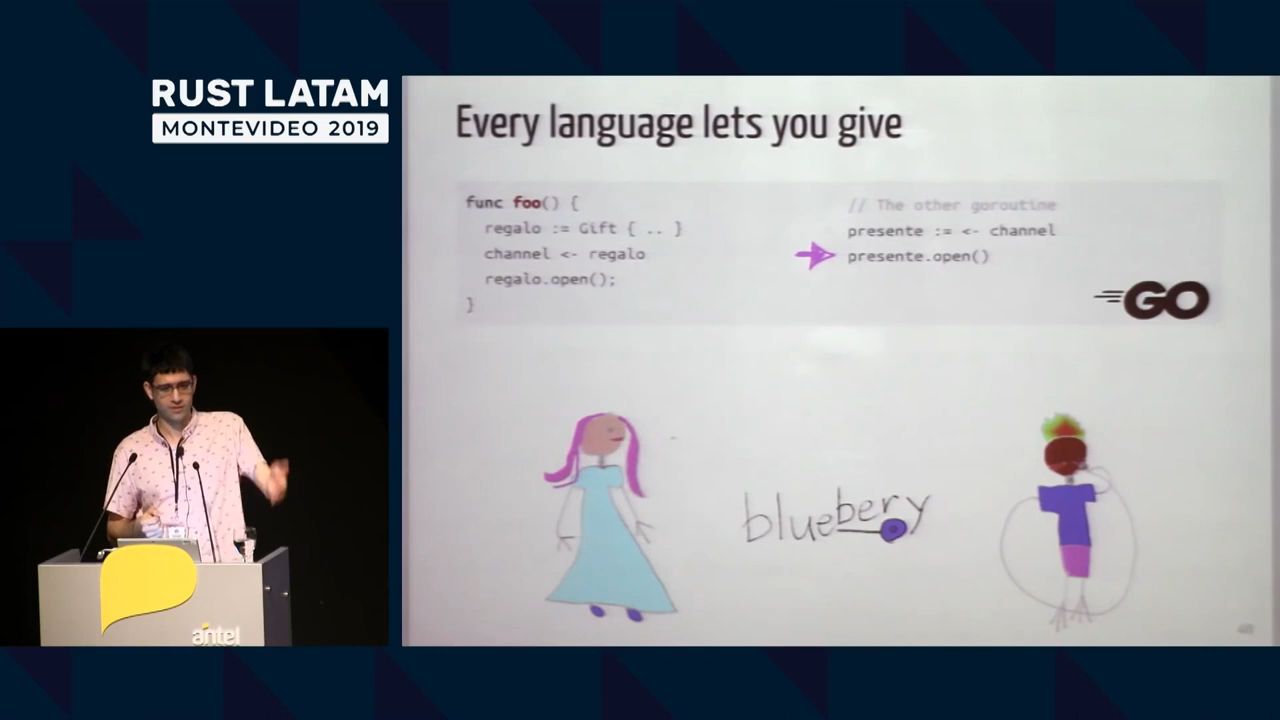 RUST LATAM
MONTEVIDEO 2019
Every language lets you give
func foo() {
regalo := Gift { .. }
channel <- regalo
regalo.open();
}
// The other goroutine
presente := <- channel
presente.open()
GO
bluebery
antel
48